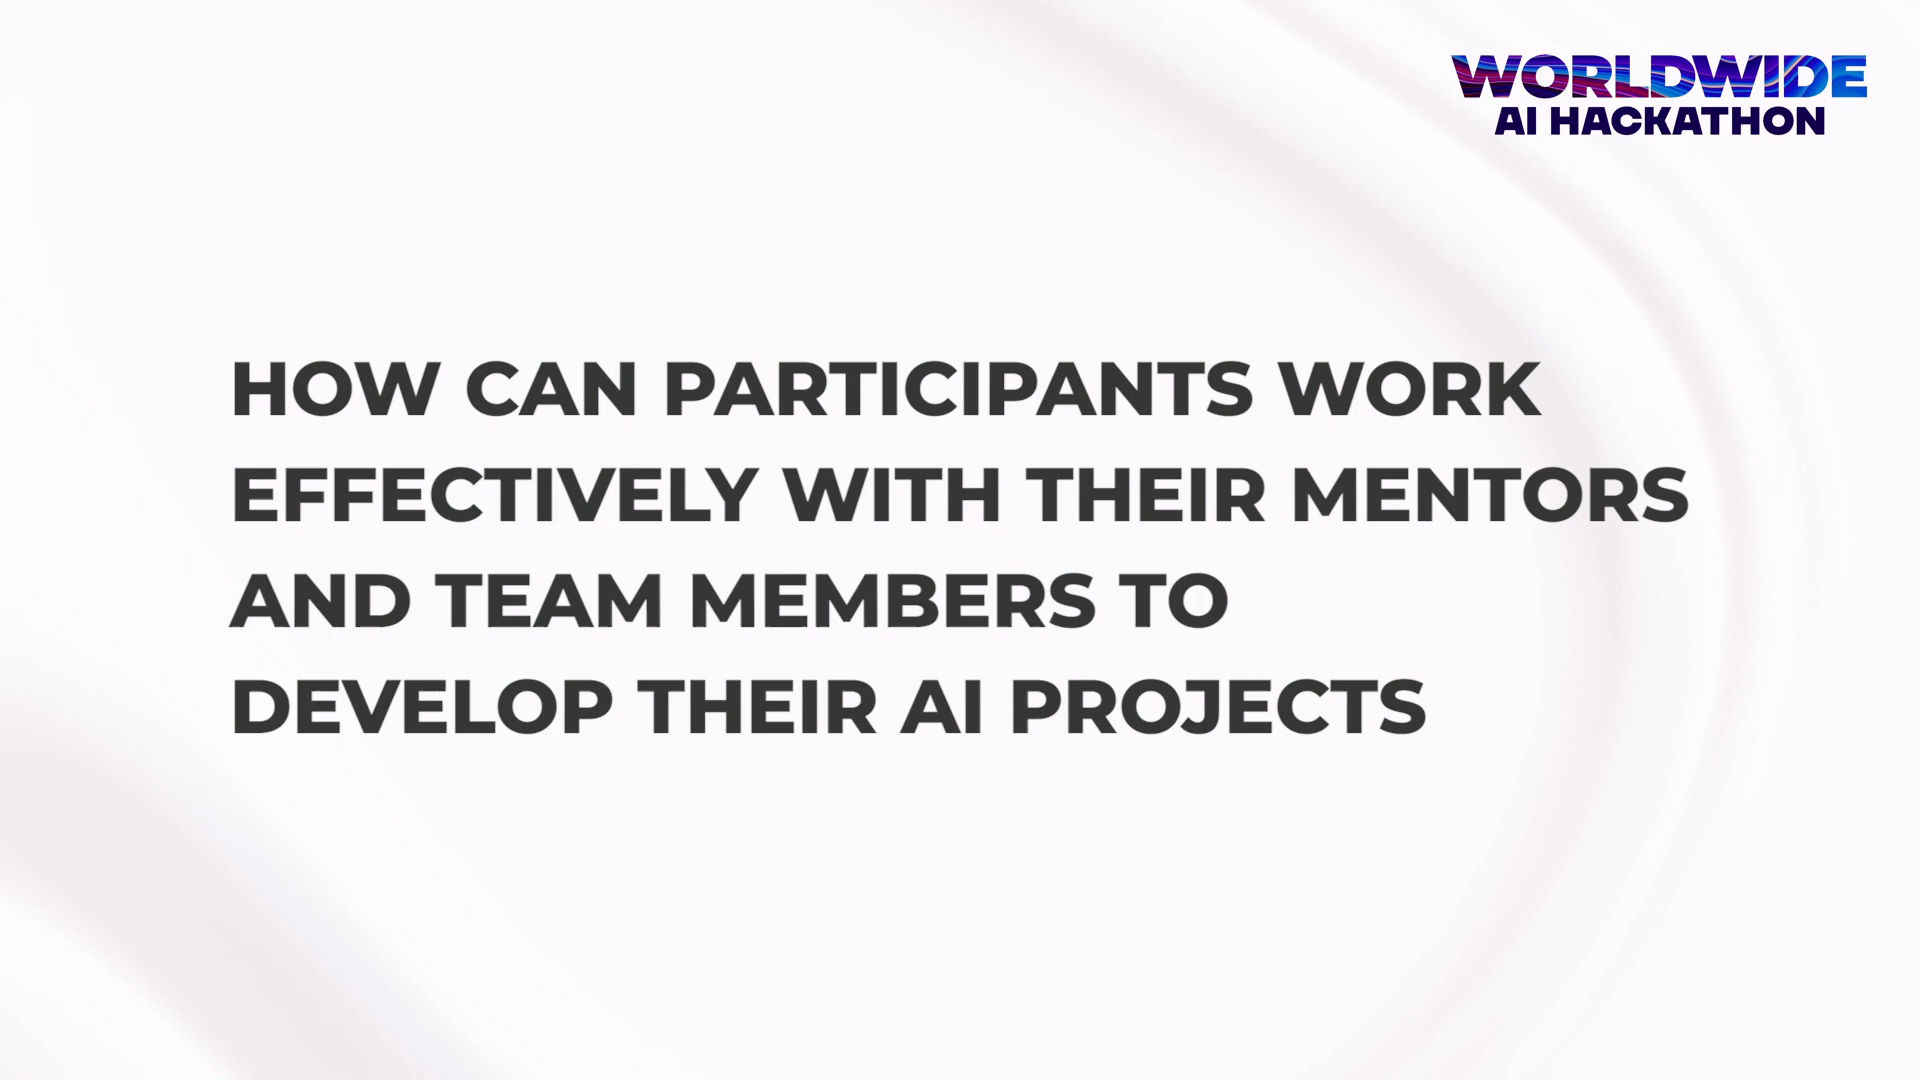 WORLDWIDE
AI HACKATHON
HOW CAN PARTICIPANTS WORK
EFFECTIVELY WITH THEIR MENTORS
AND TEAM MEMBERS TO
DEVELOP THEIR AI PROJECTS